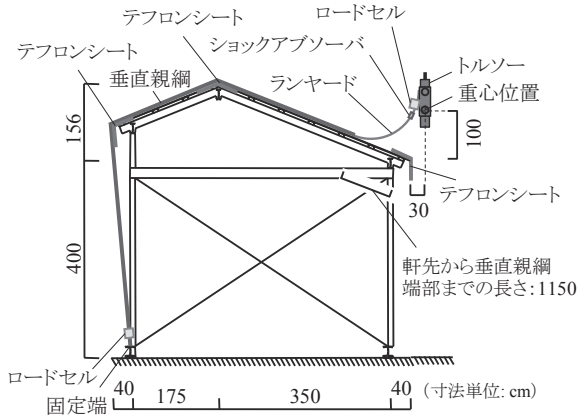 ロードセル
テフロンシート
ショックアブソーバ
テフロンシート
垂直親綱
ランヤード
トルソー
重心位置
156
100
テフロンシート
30
400
軒先から垂直親綱
端部までの長さ:1150
ロードセル
固定端
40
175
350
40
(寸法単位: cm)